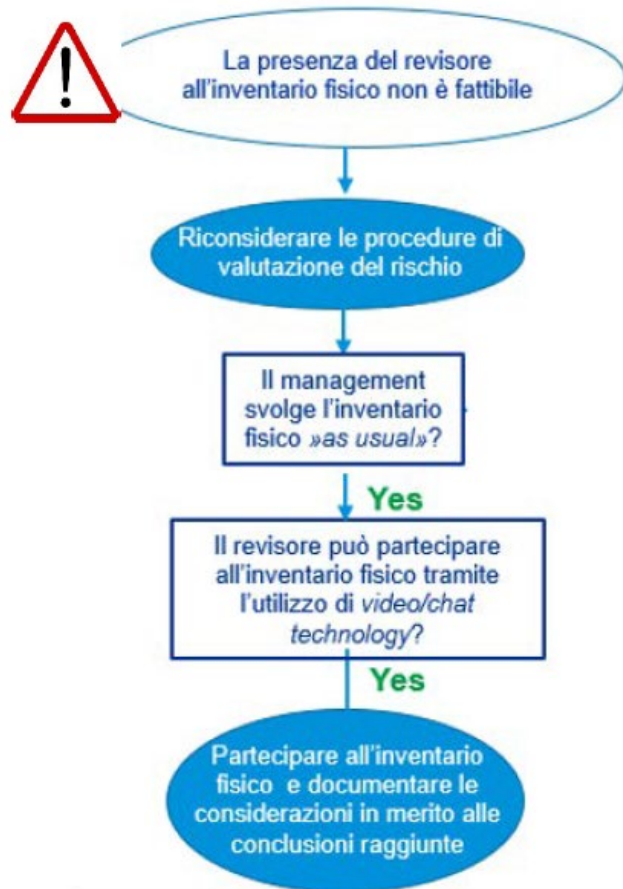 La presenza del revisore
all'inventario fisico non è fattibile
Riconsiderare le procedure di
valutazione del rischio
Il management
svolge l'inventario
fisico »as usual»?
Yes
Il revisore può partecipare
all'inventario fisico tramite
l'utilizzo di video/chat
technology?
Yes
Partecipare all'inventario
fisico e documentare le
considerazioni in merito alle
conclusioni raggiunte